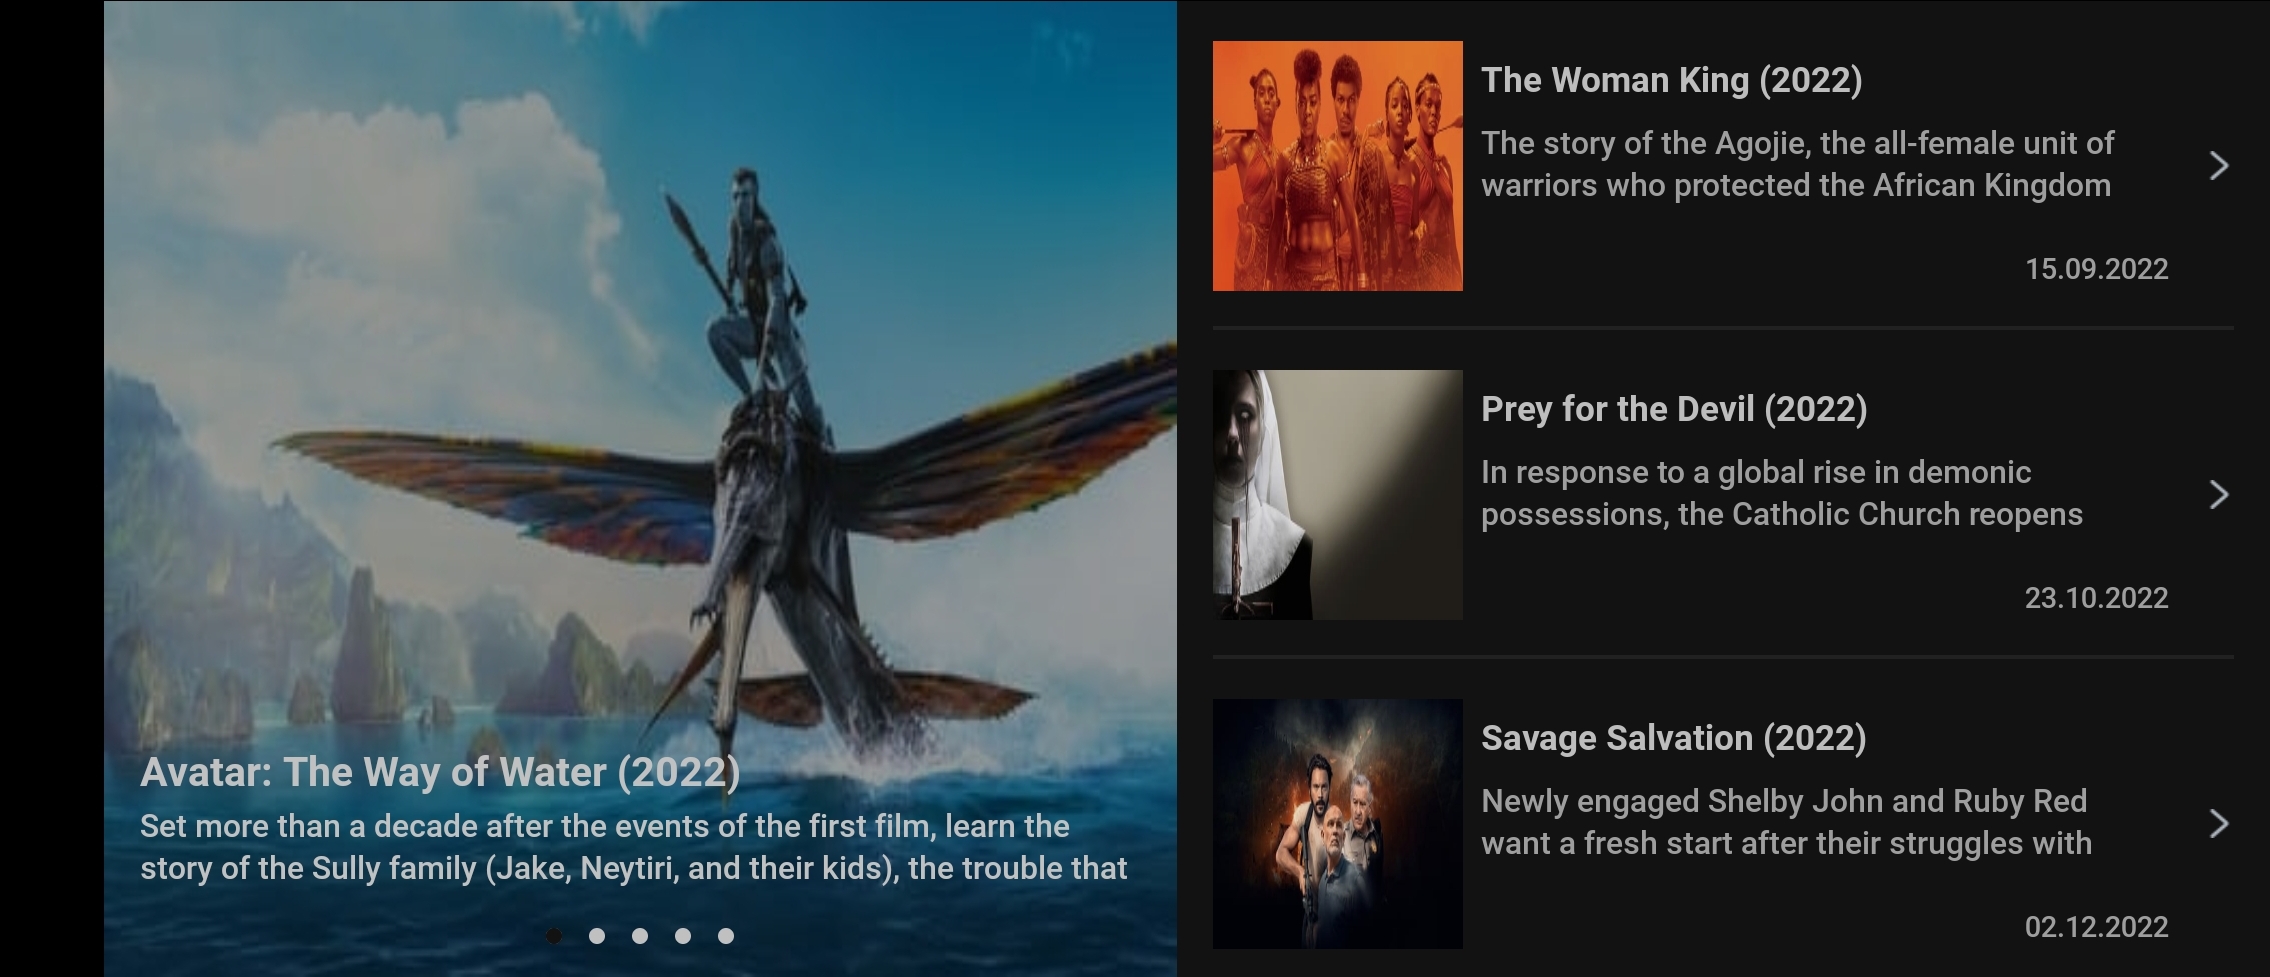 Avatar: The Way of Water (2022)
Set more than a decade after the events of the first film, learn the
story of the Sully family (Jake, Neytiri, and their kids), the trouble that
The Woman King (2022)
The story of the Agojie, the all-female unit of
warriors who protected the African Kingdom
15.09.2022
Prey for the Devil (2022)
In response to a global rise in demonic
possessions, the Catholic Church reopens
23.10.2022
Savage Salvation (2022)
Newly engaged Shelby John and Ruby Red
want a fresh start after their struggles with
02.12.2022